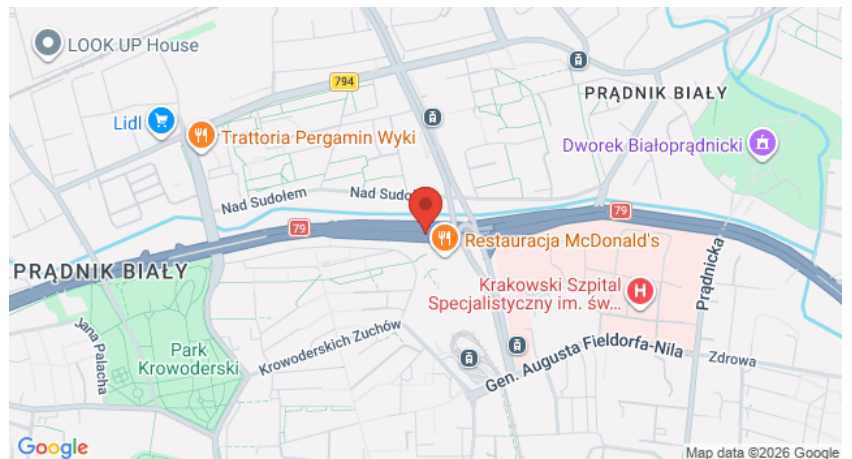 LOOK UP House
794
PRĄDNIK BIAŁY
Lidl
Trattoria Pergamin Wyki
Dworek Białoprądnicki
Nad Sudołem
Nad Sudoł
79
79
Restauracja McDonald's
PRĄDNIK BIAŁY
Krakowski Szpital
Specjalistyczny im. św...
H
Prądnicka
Jana Palacha
Park
Krowoderski
Krowoderskich Zuchów
Gen. Augusta Fieldorfa-Nila
Zdrowa
Google
Map data ©2026 Google